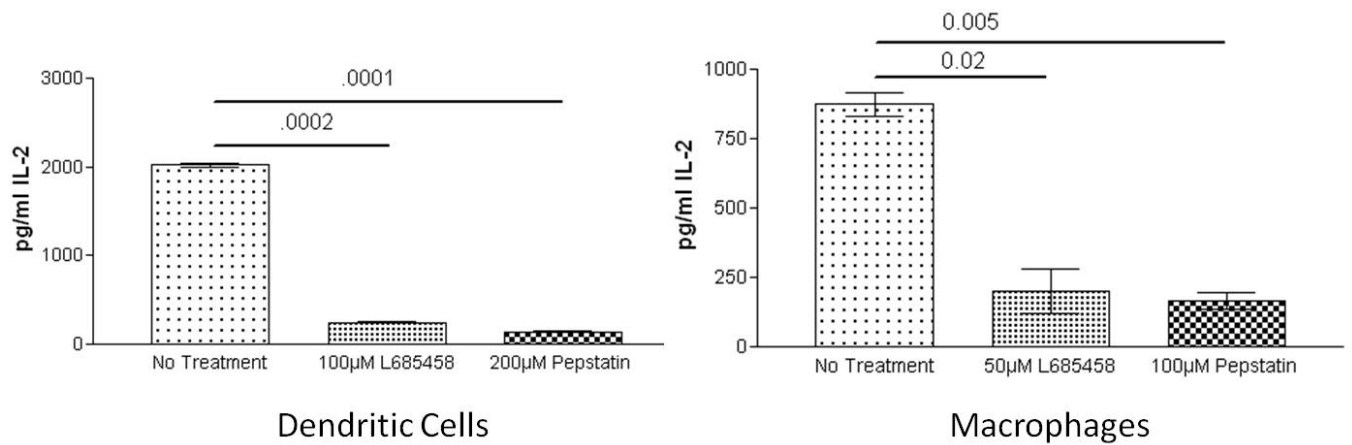 .0001
.0002
3000
2000
1000
0
pg/ml IL-2
No Treatment 100µM L685458 200µM Pepstatin
Dendritic Cells
0.005
0.02
1000
750
500
250
0
pg/ml IL-2
No Treatment 50µM L685458 100µM Pepstatin
Macrophages